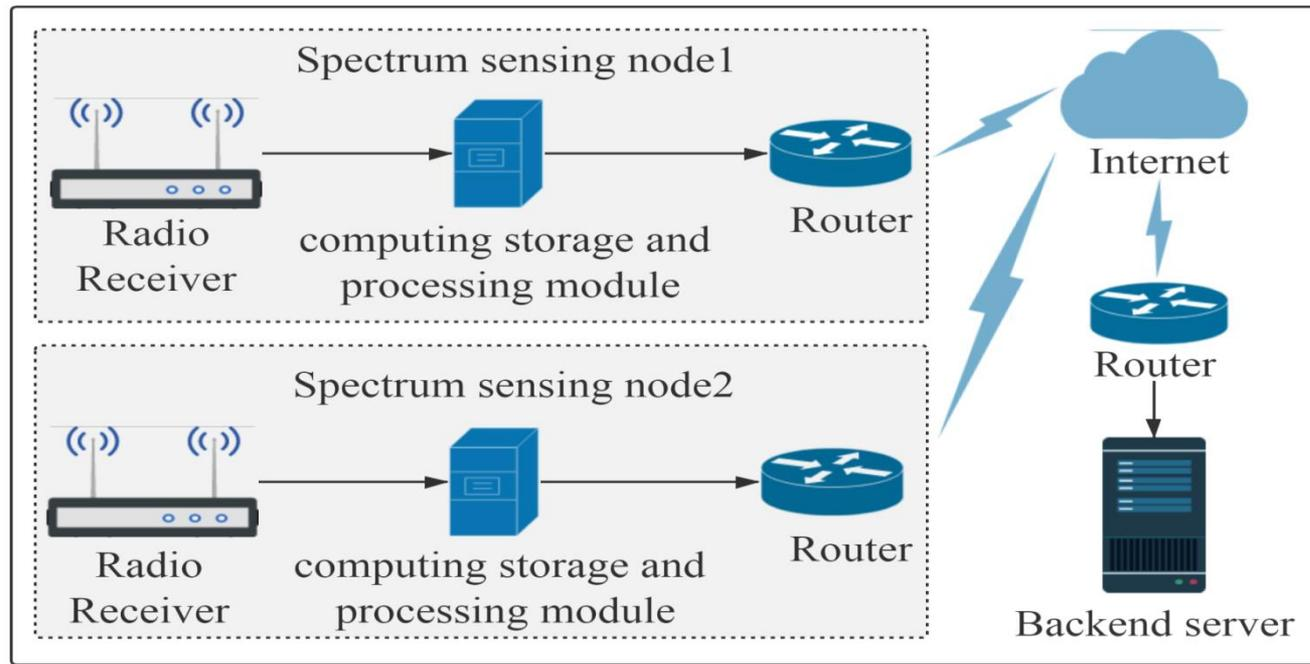 Spectrum sensing node1
Radio
Receiver
computing storage and
processing module
Router
Spectrum sensing node2
Radio
Receiver
computing storage and
processing module
Router
Internet
Router
Backend server